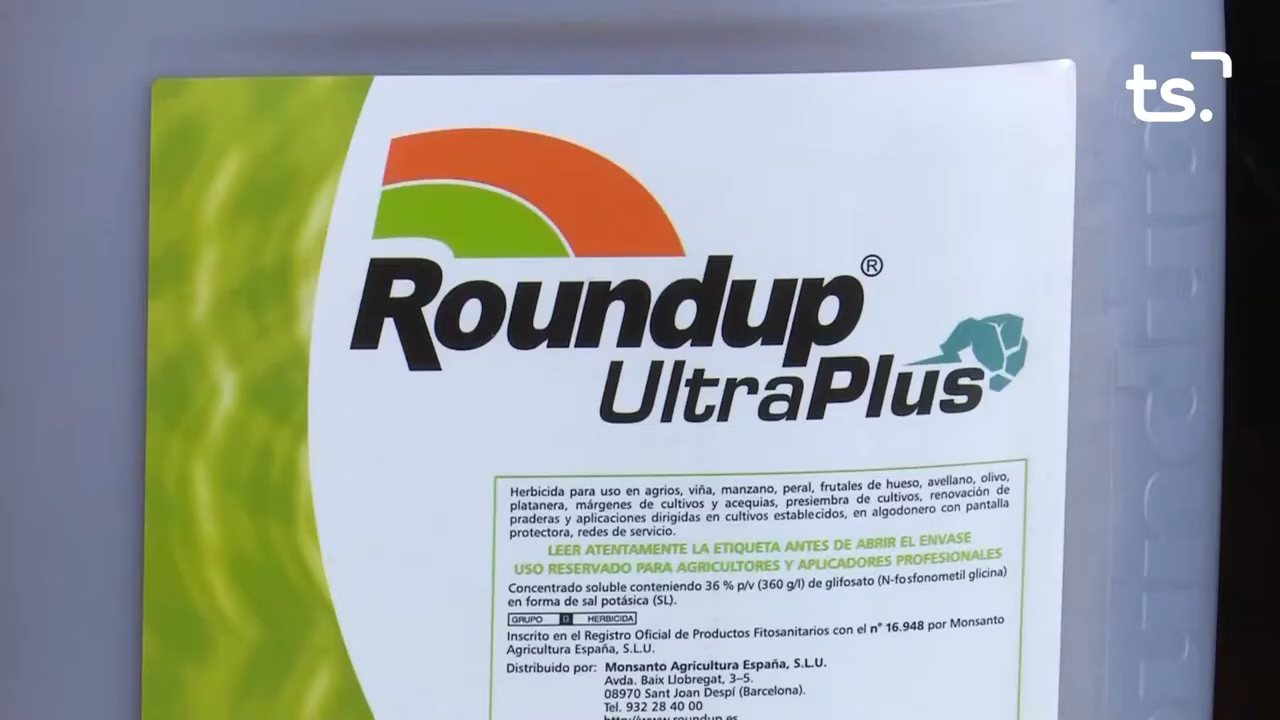 ts.
Roundup®
UltraPlus
Herbicida para uso en agrios, viña, manzano, peral, frutales de hueso, avellano, olivo,
platanera, márgenes de cultivos y acequias, presiembra de cultivos, renovación de
praderas y aplicaciones dirigidas en cultivos establecidos, en algodonero con pantalla
protectora, redes de servicio.
LEER ATENTAMENTE LA ETIQUETA ANTES DE ABRIR EL ENVASE
USO RESERVADO PARA AGRICULTORES Y APLICADORES PROFESIONALES
Concentrado soluble conteniendo 36 % p/v (360 g/l) de glifosato (N-fosfonometil glicina)
en forma de sal potásica (SL).
GRUPO G HERBICIDA
Inscrito en el Registro Oficial de Productos Fitosanitarios con el n° 16.948 por Monsanto
Agricultura España, S.L.U.
Distribuido por: Monsanto Agricultura España, S.L.U.
Avda. Baix Llobregat, 3–5.
08970 Sant Joan Despí (Barcelona).
Tel. 932 28 40 00
http://www.roundup.es